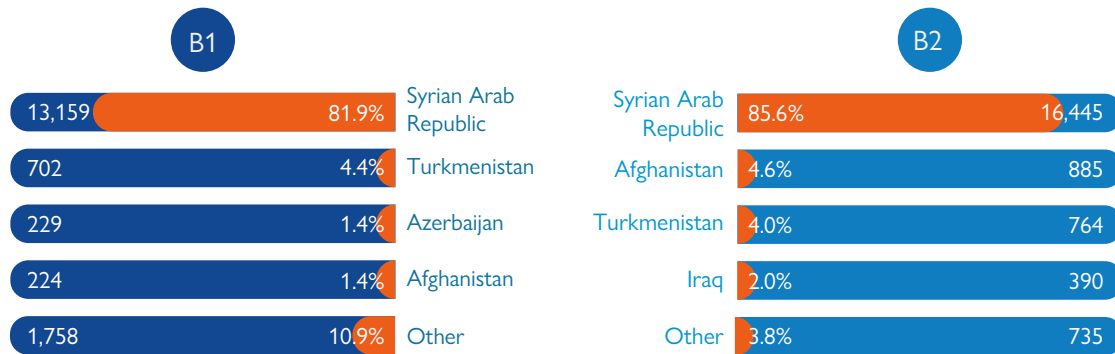 B1
13,159 81.9% Syrian Arab
Republic
702 4.4% Turkmenistan
229 1.4% Azerbaijan
224 1.4% Afghanistan
1,758 10.9% Other
B2
Syrian Arab
Republic 85.6% 16,445
Afghanistan 4.6% 885
Turkmenistan 4.0% 764
Iraq 2.0% 390
Other 3.8% 735